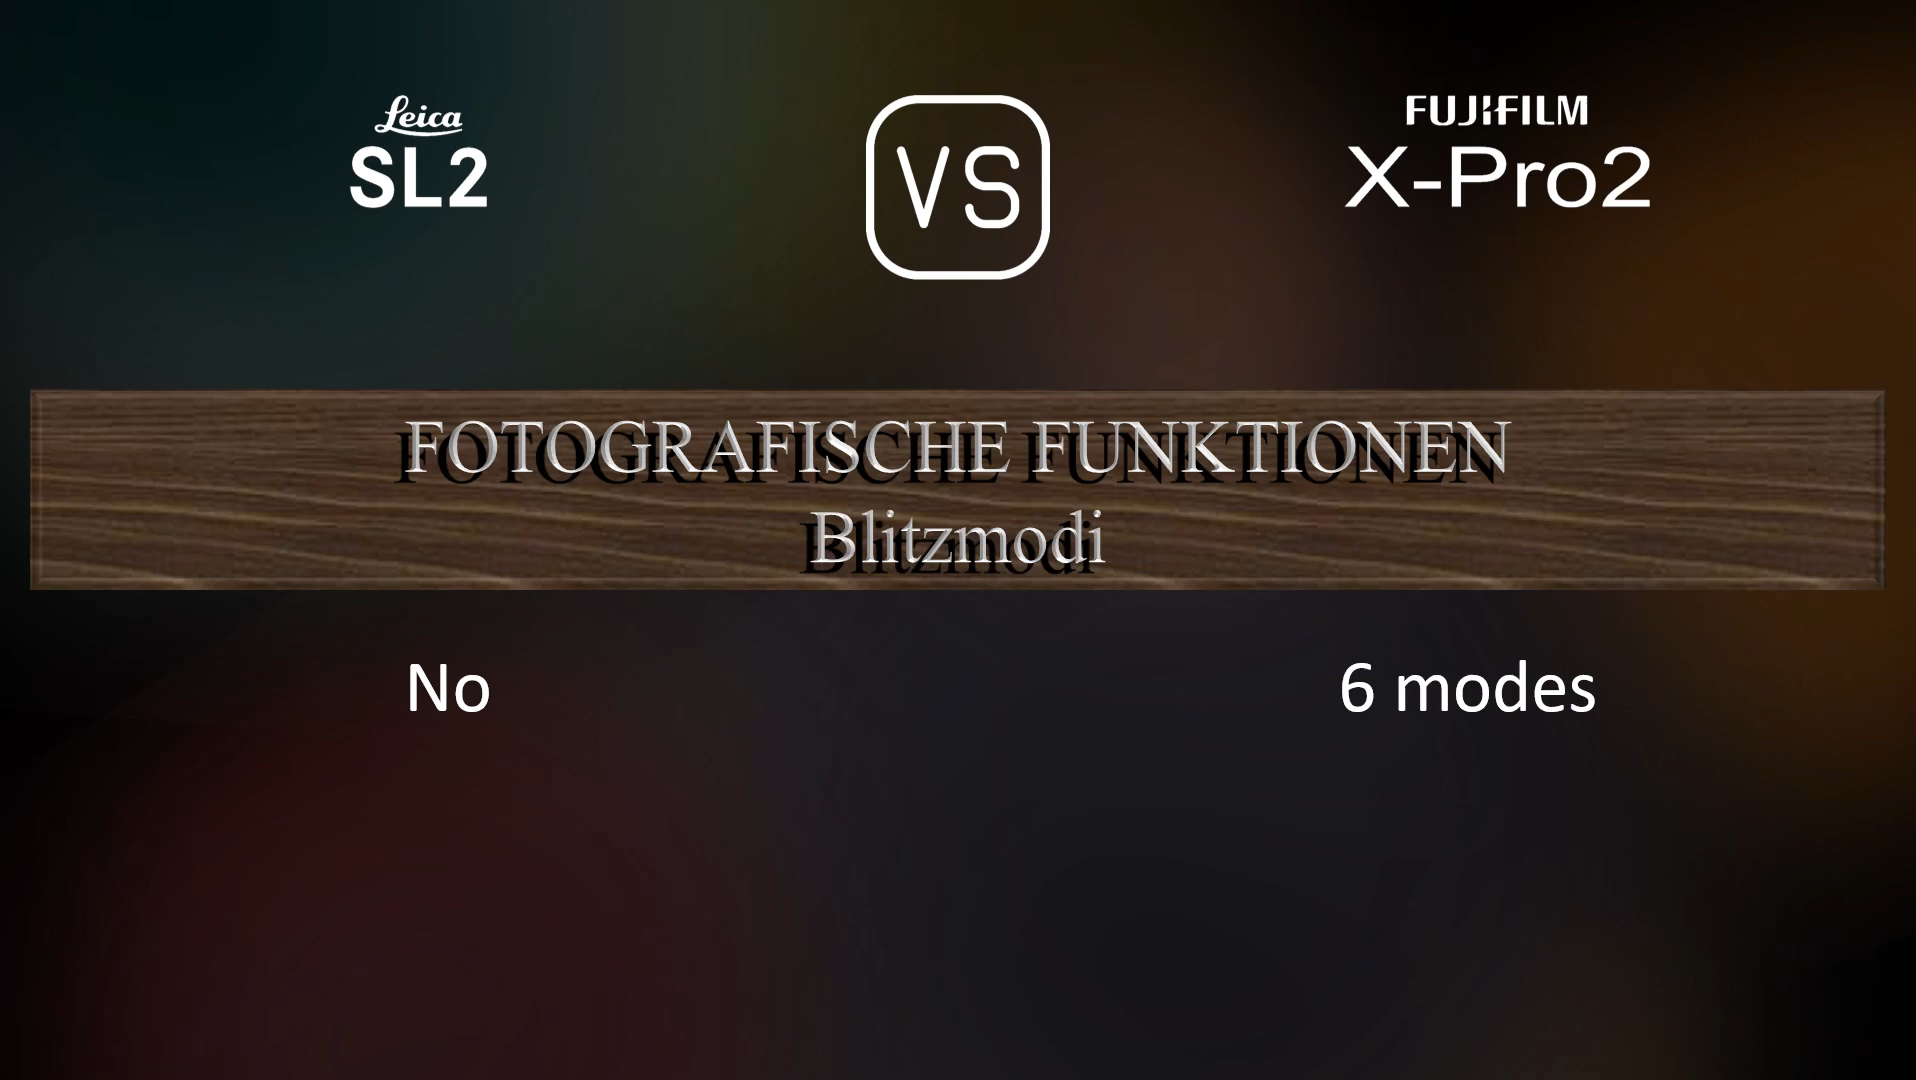 Leica
SL2
VS
FUJIFILM
X-Pro2
FOTOGRAFISCHE FUNKTIONEN
Blitzmodi
No
6 modes